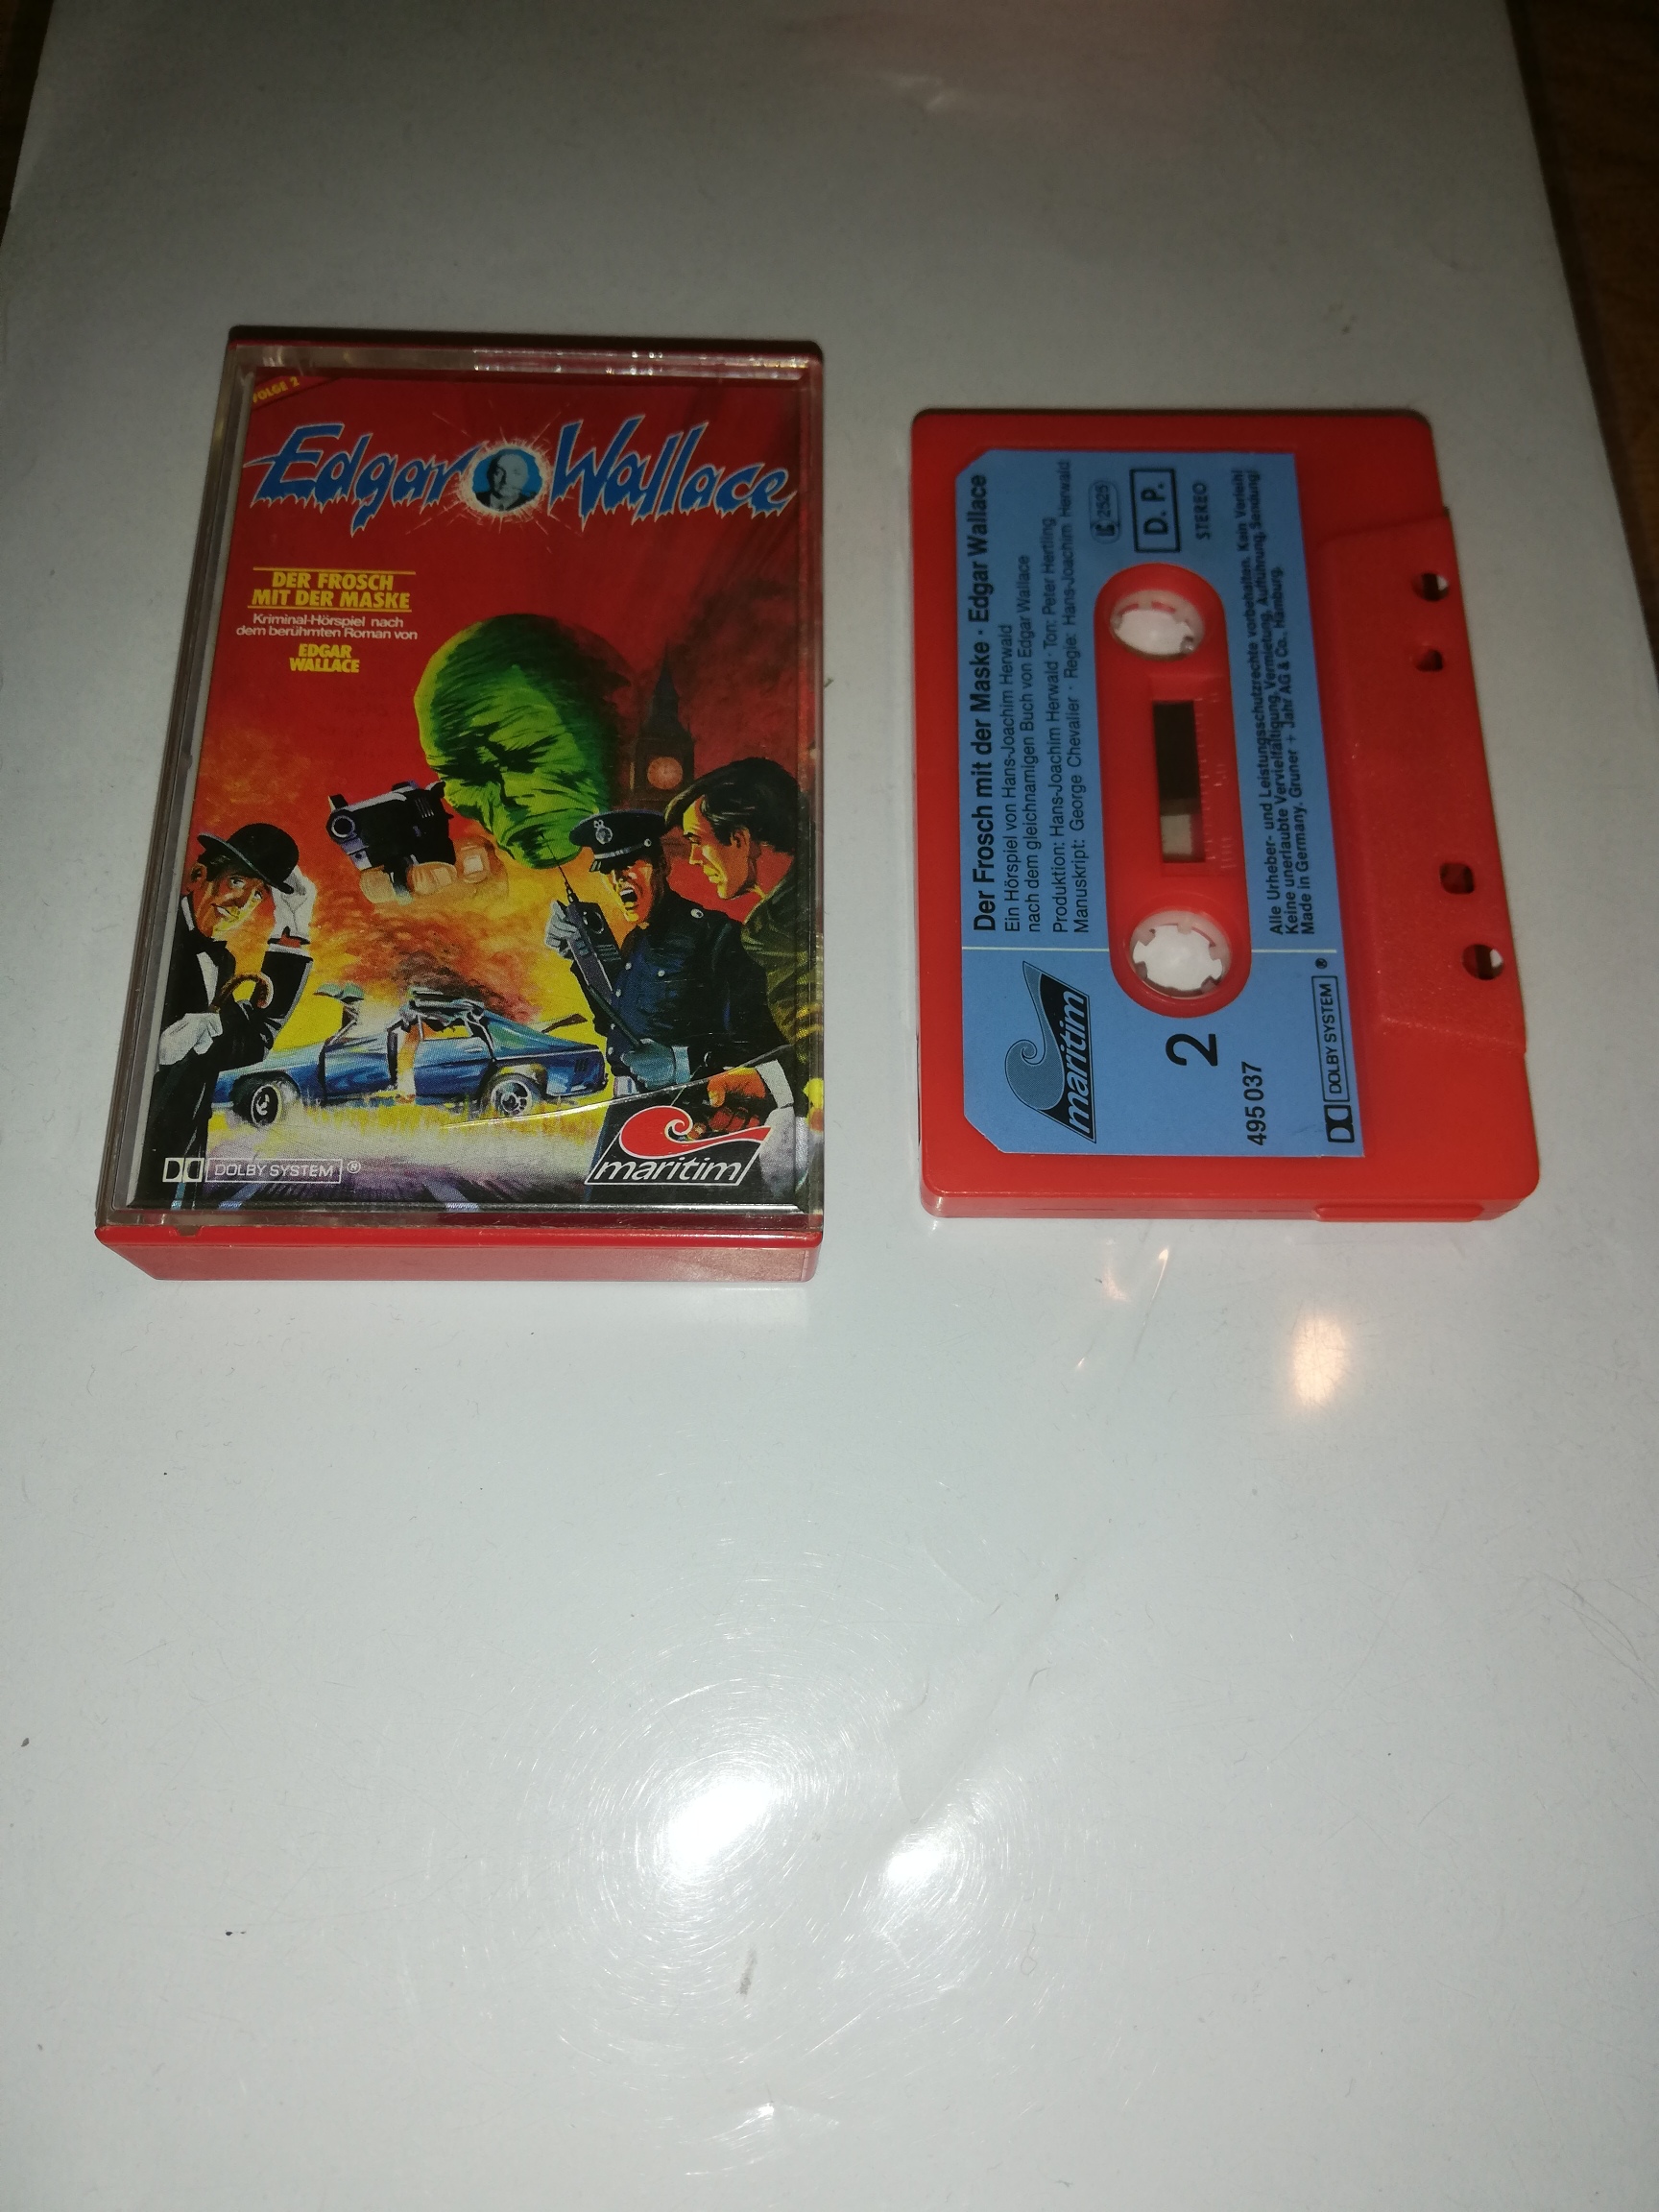 FOLGE 2
Edgar Wallace
DER FROSCH
MIT DER MASKE
Kriminal-Hörspiel nach
dem berühmten Roman von
EDGAR
WALLACE
DOLBY SYSTEM ®
maritim
Der Frosch mit der Maske · Edgar Wallace
Ein Hörspiel von Hans-Joachim Herwald
nach dem gleichnamigen Buch von Edgar Wallace
Produktion: Hans-Joachim Herwald · Ton: Peter Hertling
Manuskript: George Chevalier · Regie: Hans-Joachim Herwald
LC 2525
D. P.
STEREO
maritim
2
495 037
Alle Urheber- und Leistungsschutzrechte vorbehalten. Kein Verleih!
Keine unerlaubte Vervielfältigung, Vermietung, Aufführung, Sendung!
Made in Germany. Gruner + Jahr AG & Co., Hamburg.
DOLBY SYSTEM ®